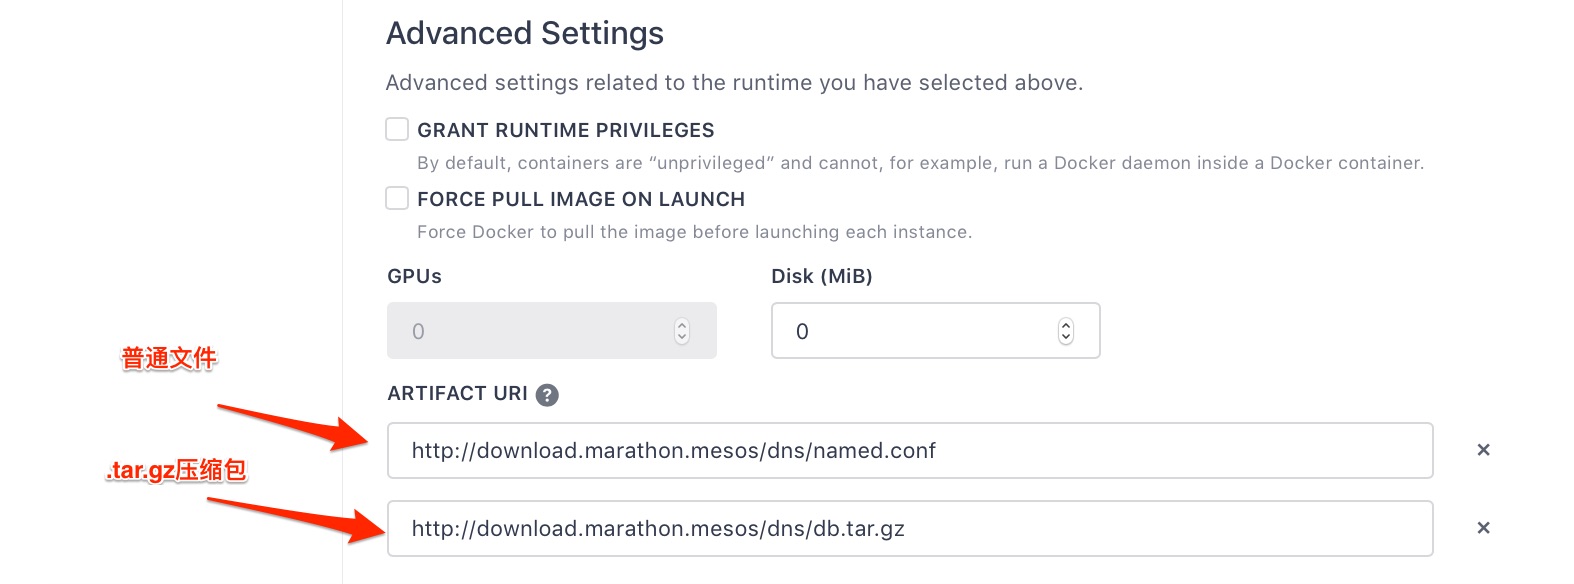 Advanced Settings
Advanced settings related to the runtime you have selected above.
GRANT RUNTIME PRIVILEGES
By default, containers are “unprivileged” and cannot, for example, run a Docker daemon inside a Docker container.
FORCE PULL IMAGE ON LAUNCH
Force Docker to pull the image before launching each instance.
GPUs
Disk (MiB)
0
0
普通文件
ARTIFACT URI ?
http://download.marathon.mesos/dns/named.conf
.tar.gz压缩包
http://download.marathon.mesos/dns/db.tar.gz